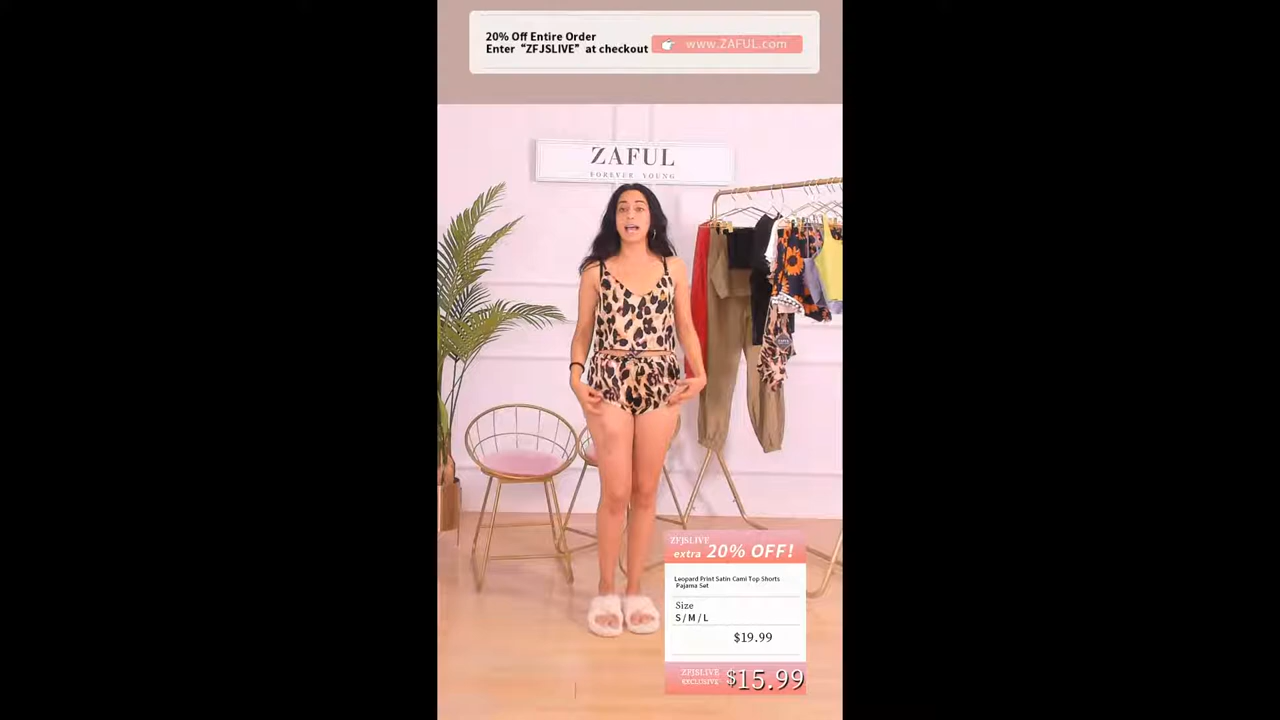 20% Off Entire Order
Enter “ZFJSLIVE” at checkout
www.ZAFUL.com
ZAFUL
FOREVER YOUNG
ZFJSLIVE
extra 20% OFF!
Leopard Print Satin Cami Top Shorts
Pajama Set
Size
S / M / L
$19.99
ZFJSLIVE
EXCLUSIVE
$15.99